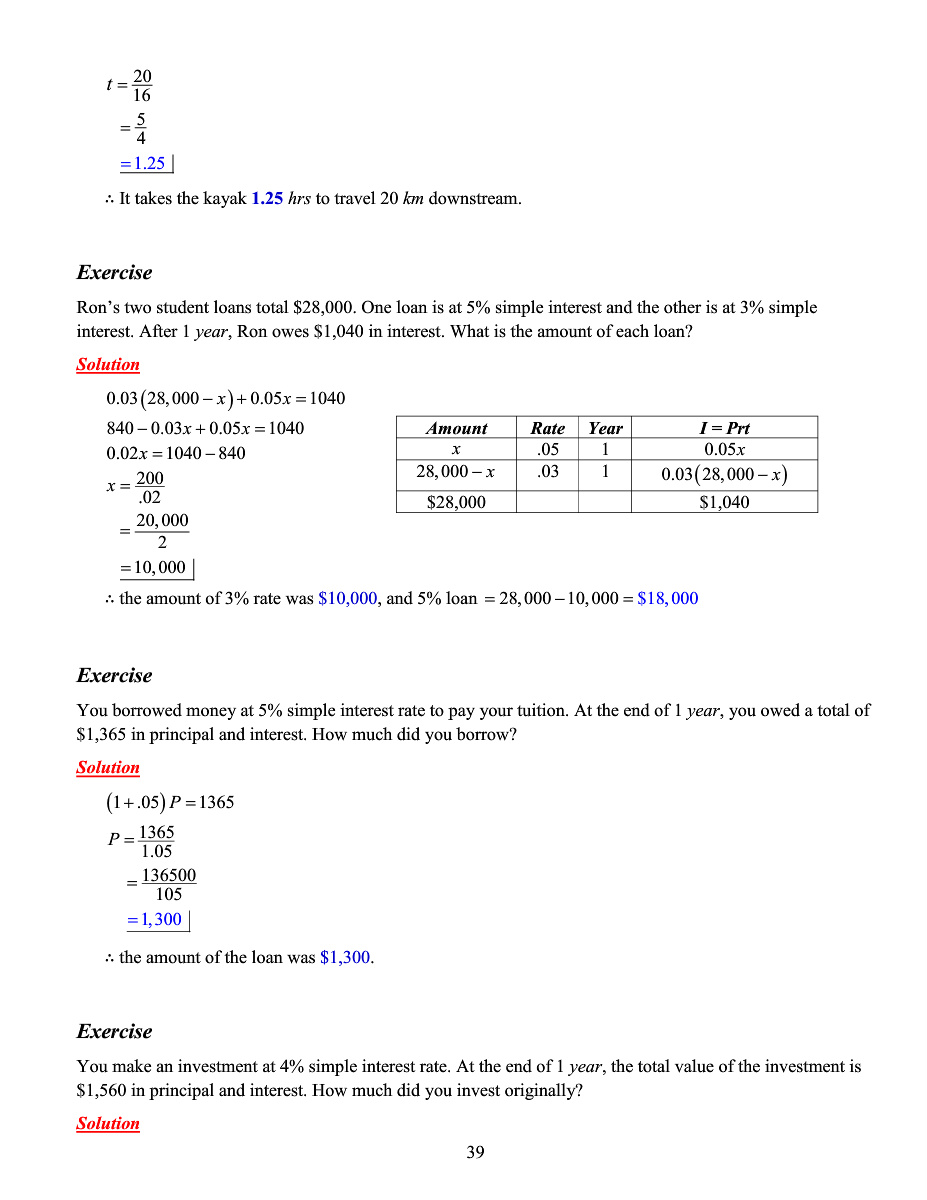 t = 20/16
= 5/4
= 1.25
∴ It takes the kayak 1.25 hrs to travel 20 km downstream.
Exercise
Ron’s two student loans total $28,000. One loan is at 5% simple interest and the other is at 3% simple
interest. After 1 year, Ron owes $1,040 in interest. What is the amount of each loan?
Solution
0.03(28,000 – x) + 0.05x = 1040
840 – 0.03x + 0.05x = 1040
0.02x = 1040 – 840
x = 200/.02
= 20,000/2
= 10,000
Amount Rate Year I = Prt
x .05 1 0.05x
28,000 – x .03 1 0.03(28,000 – x)
$28,000 $1,040
∴ the amount of 3% rate was $10,000, and 5% loan = 28,000 – 10,000 = $18,000
Exercise
You borrowed money at 5% simple interest rate to pay your tuition. At the end of 1 year, you owed a total of
$1,365 in principal and interest. How much did you borrow?
Solution
(1 + .05) P = 1365
P = 1365/1.05
= 136500/105
= 1,300
∴ the amount of the loan was $1,300.
Exercise
You make an investment at 4% simple interest rate. At the end of 1 year, the total value of the investment is
$1,560 in principal and interest. How much did you invest originally?
Solution
39